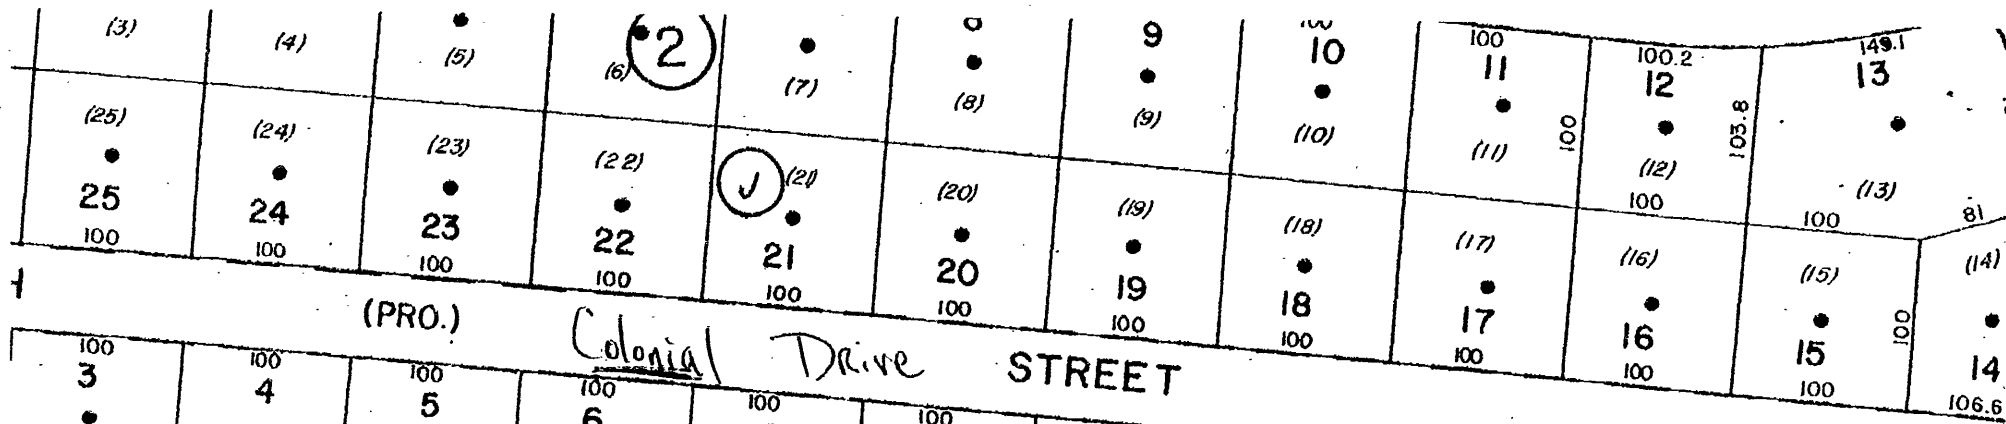 (3) (4) (5) (6) 2 (7) (8) 9 (9) 100 10 (10) 100 11 (11) 100 100.2 12 (12) 100 103.8 149.1 13 (13) 100 81
(25) 25 100 (24) 24 100 (23) 23 100 (22) 22 100 J (21) 21 100 (20) 20 100 (19) 19 100 (18) 18 100 (17) 17 100 (16) 16 100 (15) 15 100 100 (14) 14 106.6
(PRO.) Colonial Drive STREET
100 3 100 4 100 5 100 6 100 100